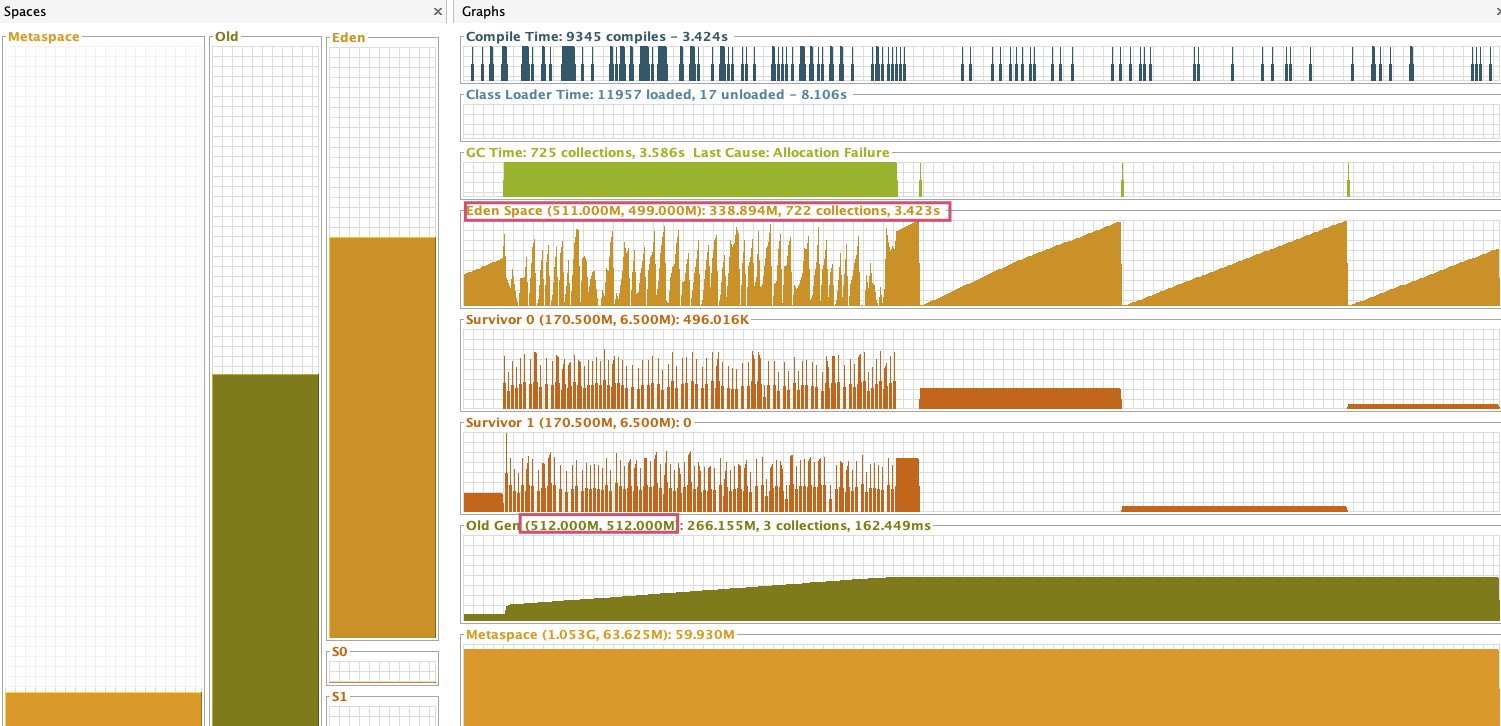 Spaces
Metaspace
Old
Eden
S0
S1
Graphs
Compile Time: 9345 compiles - 3.424s
Class Loader Time: 11957 loaded, 17 unloaded - 8.106s
GC Time: 725 collections, 3.586s Last Cause: Allocation Failure
Eden Space (511.000M, 499.000M): 338.894M, 722 collections, 3.423s
Survivor 0 (170.500M, 6.500M): 496.016K
Survivor 1 (170.500M, 6.500M): 0
Old Gen (512.000M, 512.000M): 266.155M, 3 collections, 162.449ms
Metaspace (1.053G, 63.625M): 59.930M